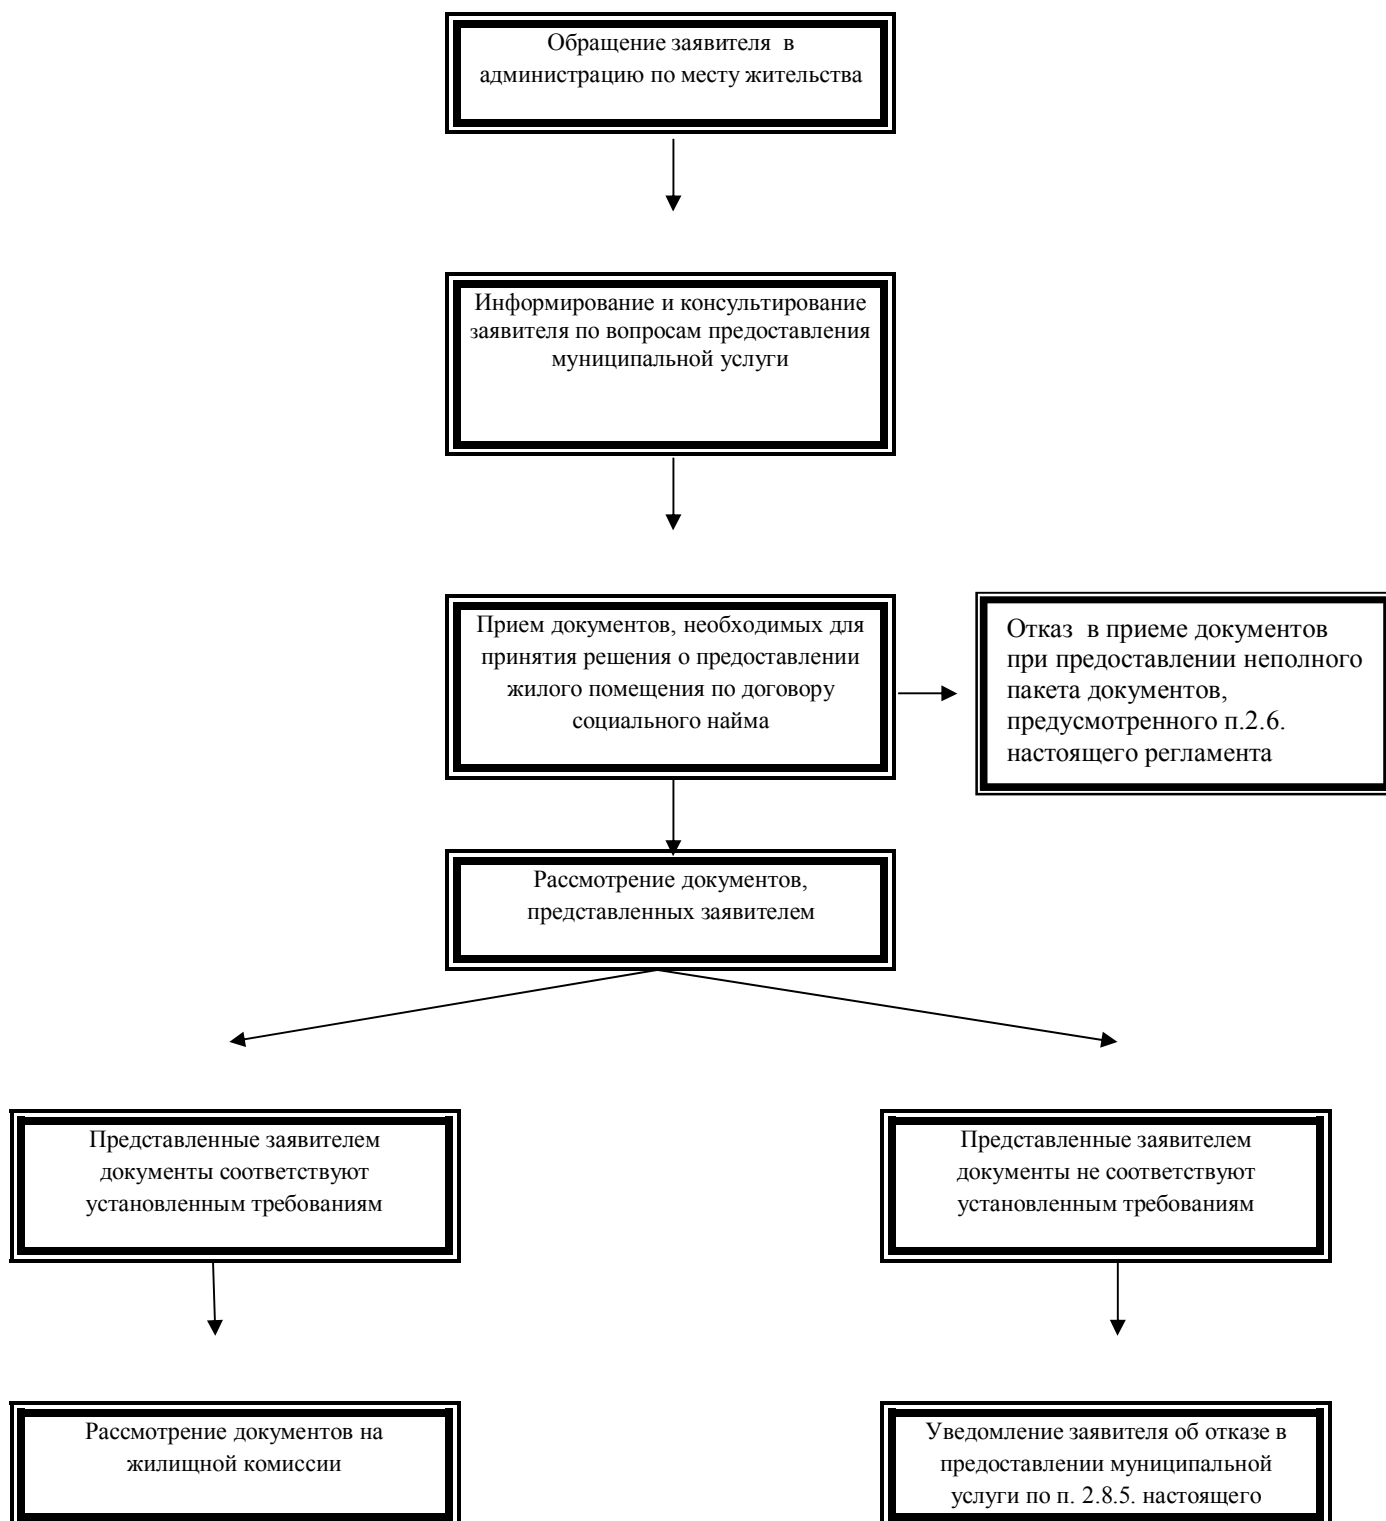 Обращение заявителя  в
администрацию по месту жительства
Информирование и консультирование
заявителя по вопросам предоставления
муниципальной услуги
Прием документов, необходимых для
принятия решения о предоставлении
жилого помещения по договору
социального найма
Отказ  в приеме документов
при предоставлении неполного
пакета документов,
предусмотренного п.2.6.
настоящего регламента
Рассмотрение документов,
представленных заявителем
Представленные заявителем
документы соответствуют
установленным требованиям
Представленные заявителем
документы не соответствуют
установленным требованиям
Рассмотрение документов на
жилищной комиссии
Уведомление заявителя об отказе в
предоставлении муниципальной
услуги по п. 2.8.5. настоящего